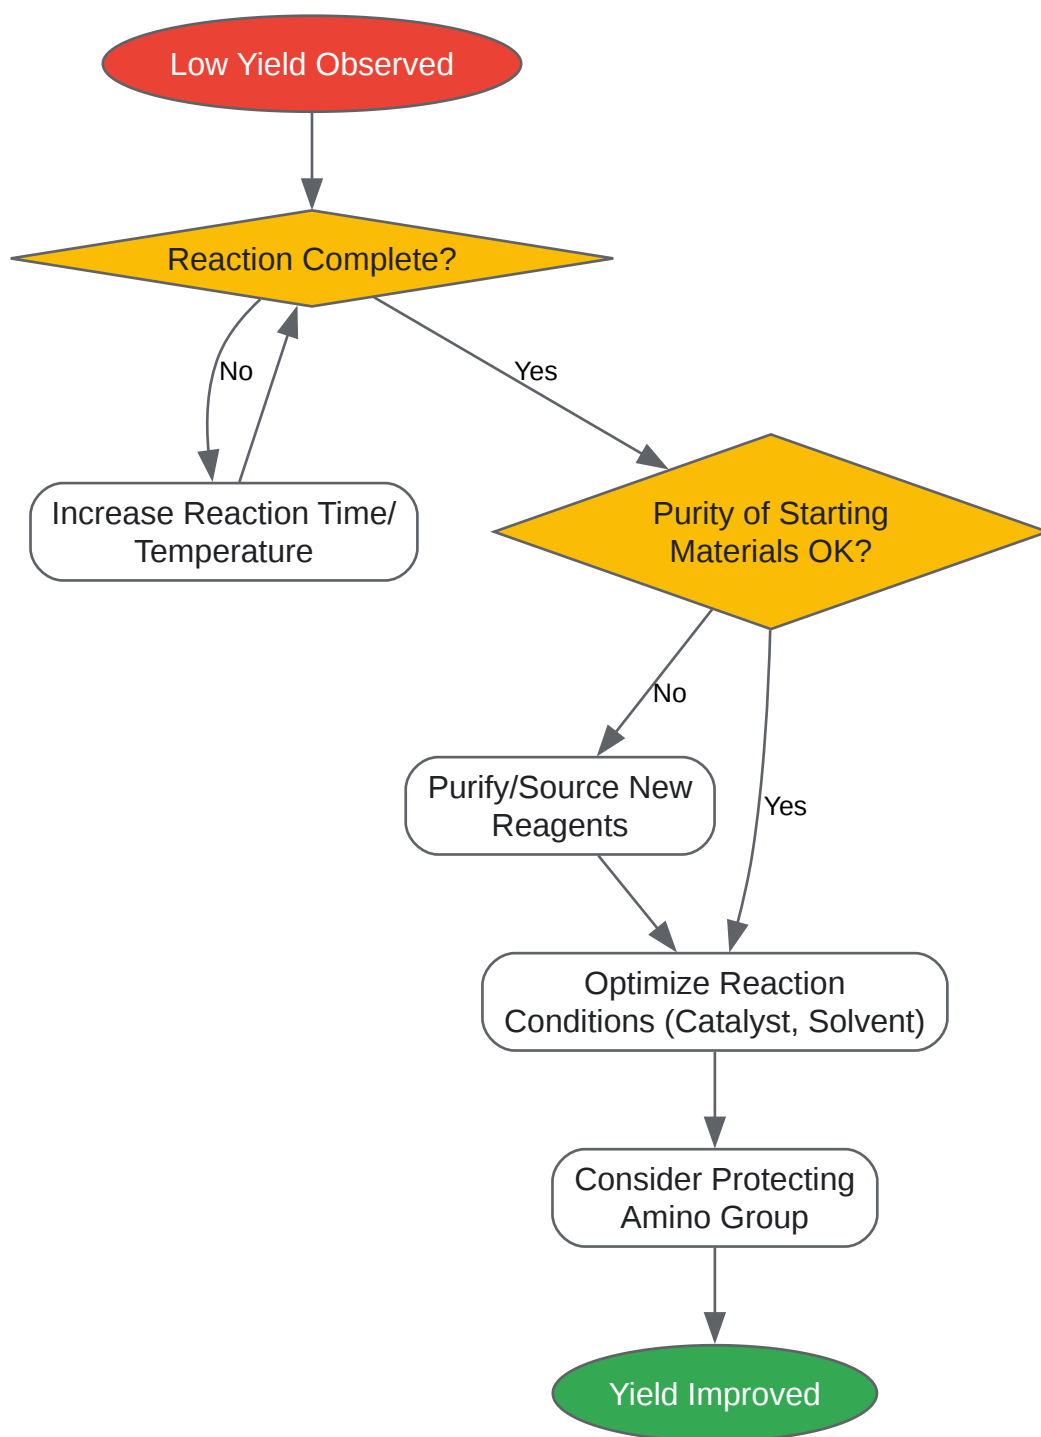 Low Yield Observed
Reaction Complete?
No
Yes
Increase Reaction Time/
Temperature
Purity of Starting
Materials OK?
No
Purify/Source New
Reagents
Yes
Optimize Reaction
Conditions (Catalyst, Solvent)
Consider Protecting
Amino Group
Yield Improved